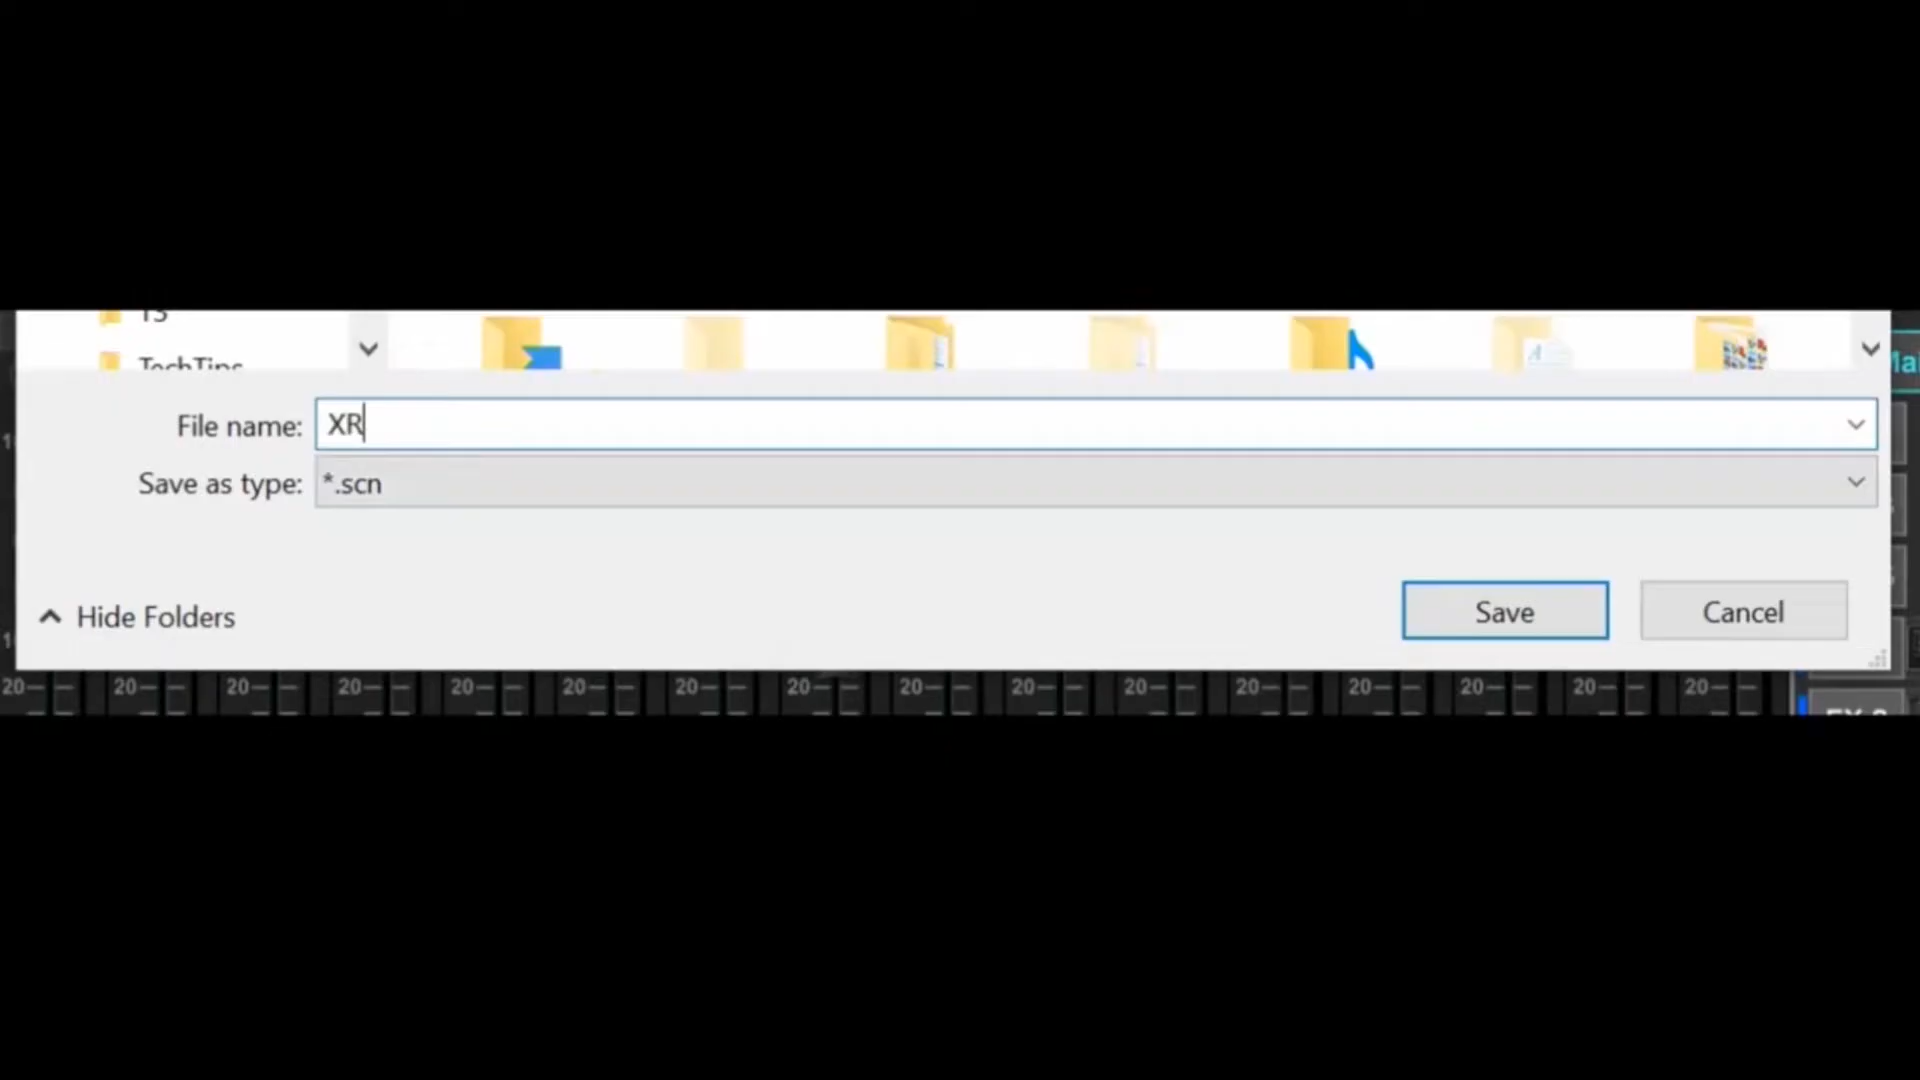 TechTips
Mai
File name: XR
Save as type: *.scn
Hide Folders
Save
Cancel
20 20 20 20 20 20 20 20 20 20 20 20 20 20 20 20